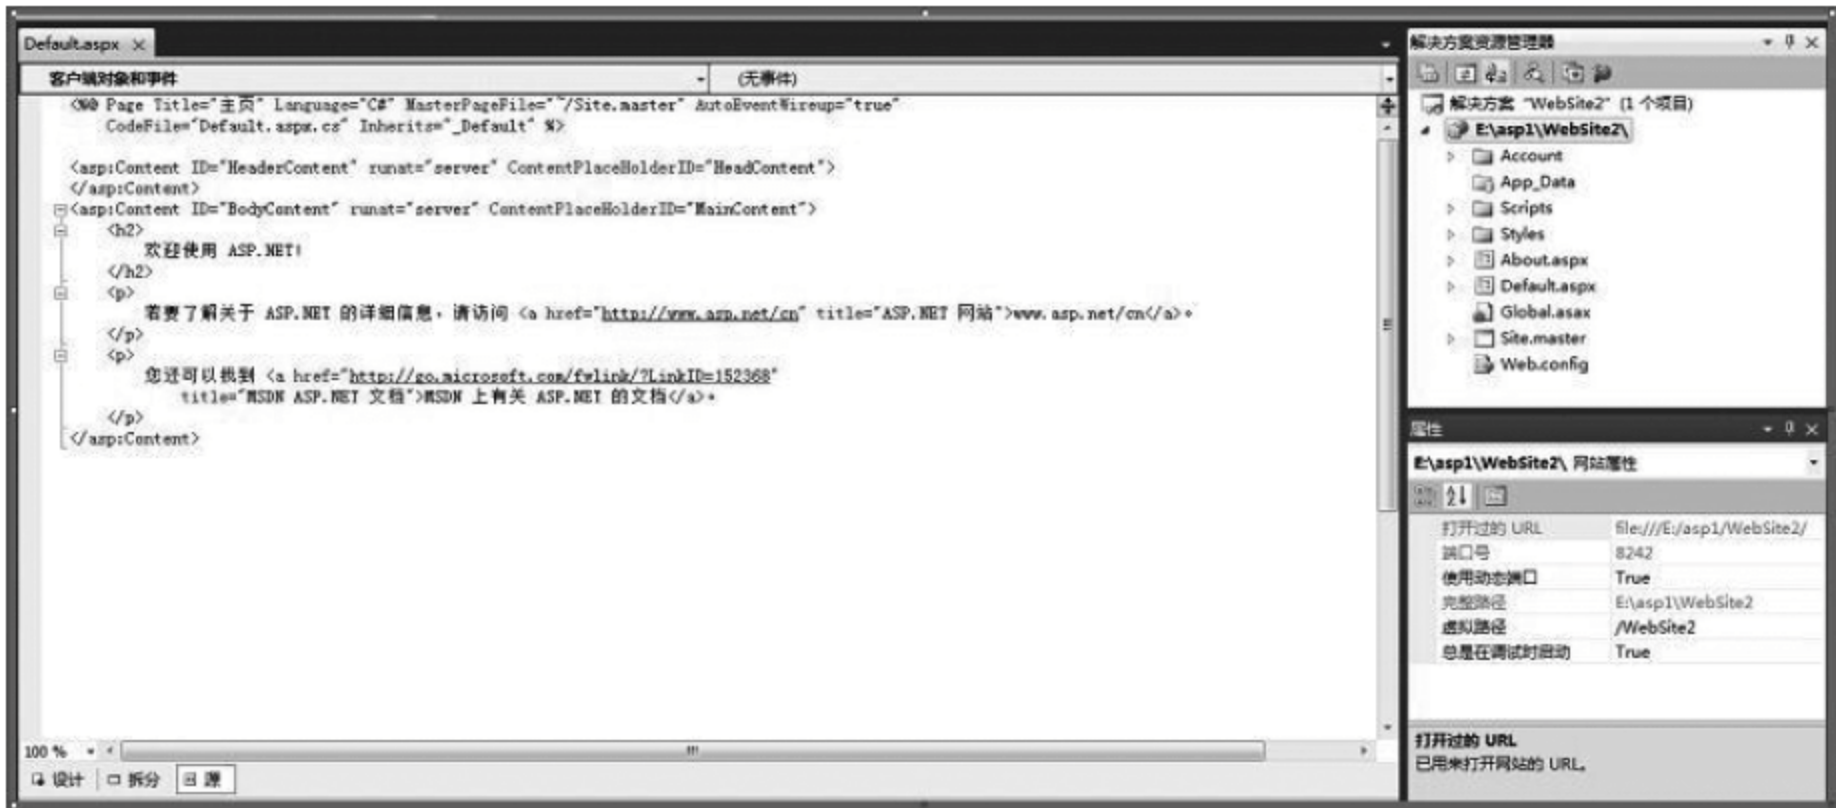 Default.aspx
客户端对象和事件
(无事件)
<%@ Page Title="主页" Language="C#" MasterPageFile="~/Site.master" AutoEventWireup="true"
CodeFile="Default.aspx.cs" Inherits="_Default" %>
<asp:Content ID="HeaderContent" runat="server" ContentPlaceHolderID="HeadContent">
</asp:Content>
<asp:Content ID="BodyContent" runat="server" ContentPlaceHolderID="MainContent">
<h2>
欢迎使用 ASP.NET!
</h2>
<p>
若要了解关于 ASP.NET 的详细信息，请访问 <a href="http://www.asp.net/cn" title="ASP.NET 网站">www.asp.net/cn</a>。
</p>
<p>
您还可以找到 <a href="http://go.microsoft.com/fwlink/?LinkID=152368"
title="MSDN ASP.NET 文档">MSDN 上有关 ASP.NET 的文档</a>。
</p>
</asp:Content>
100 %
设计
拆分
源
解决方案资源管理器
解决方案 "WebSite2" (1 个项目)
E:\asp1\WebSite2\
Account
App_Data
Scripts
Styles
About.aspx
Default.aspx
Global.asax
Site.master
Web.config
属性
E:\asp1\WebSite2\ 网站属性
打开过的 URL file:///E:/asp1/WebSite2/
端口号 8242
使用动态端口 True
完整路径 E:\asp1\WebSite2
虚拟路径 /WebSite2
总是在调试时启动 True
打开过的 URL
已用来打开网站的 URL。